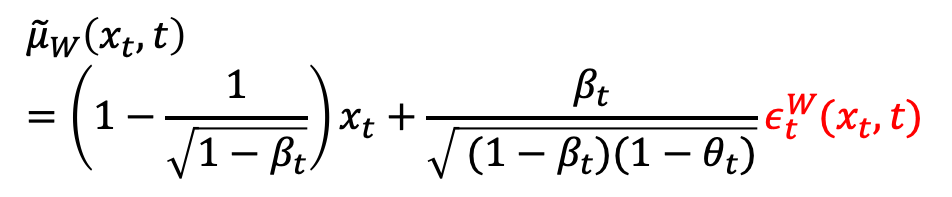 μ̃_W(x_t, t)
= (1 − 1/√(1 − β_t)) x_t + β_t/√((1 − β_t)(1 − θ_t)) ϵ_t^W(x_t, t)